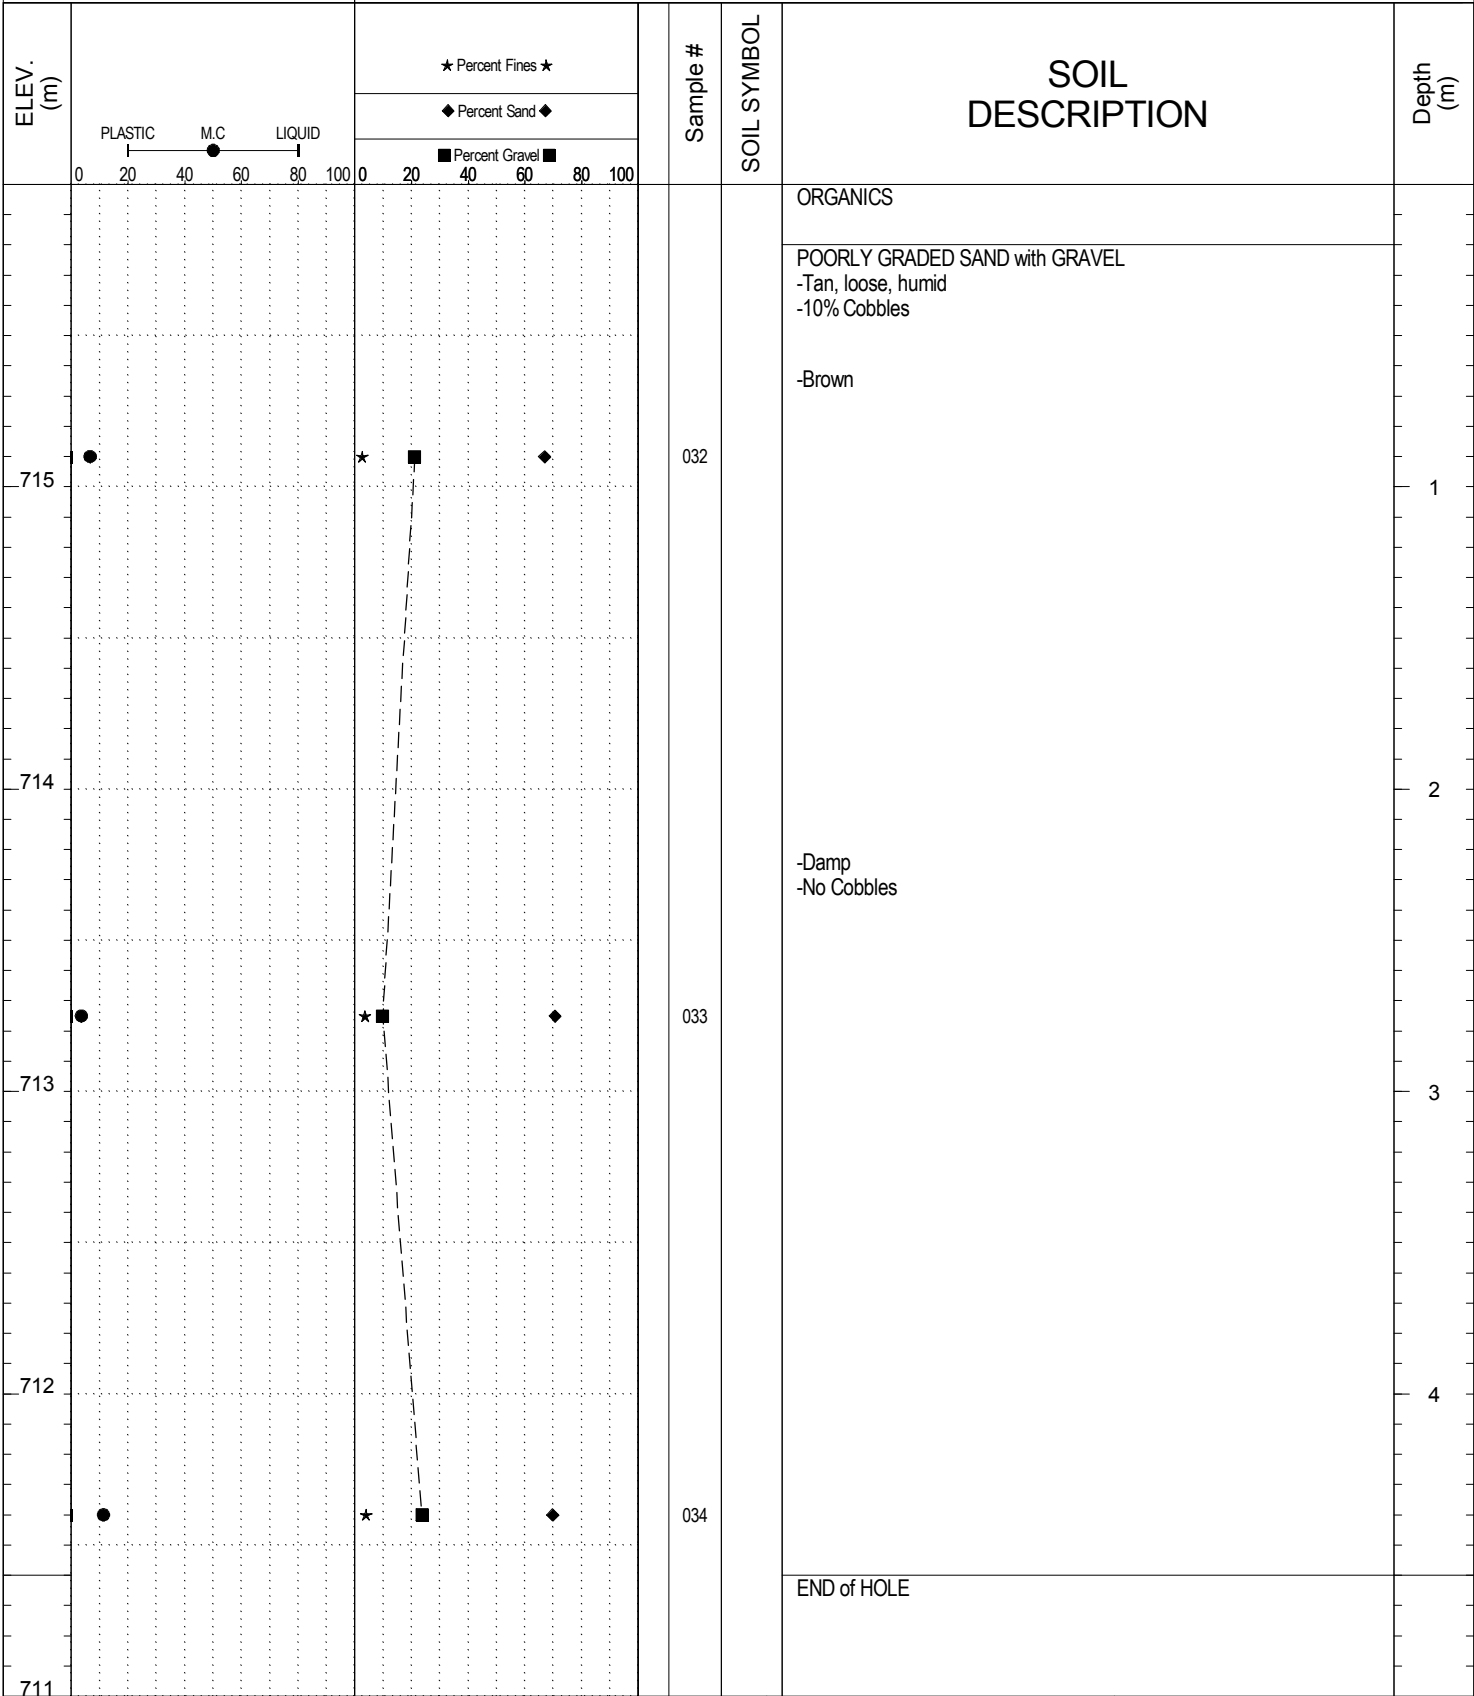 ELEV.
(m)
PLASTIC M.C LIQUID
0 20 40 60 80 100
★ Percent Fines ★
◆ Percent Sand ◆
■ Percent Gravel ■
0 20 40 60 80 100
Sample #
SOIL SYMBOL
SOIL
DESCRIPTION
Depth
(m)
ORGANICS
POORLY GRADED SAND with GRAVEL
-Tan, loose, humid
-10% Cobbles
-Brown
032
715
1
714
2
-Damp
-No Cobbles
033
713
3
712
4
034
END of HOLE
711